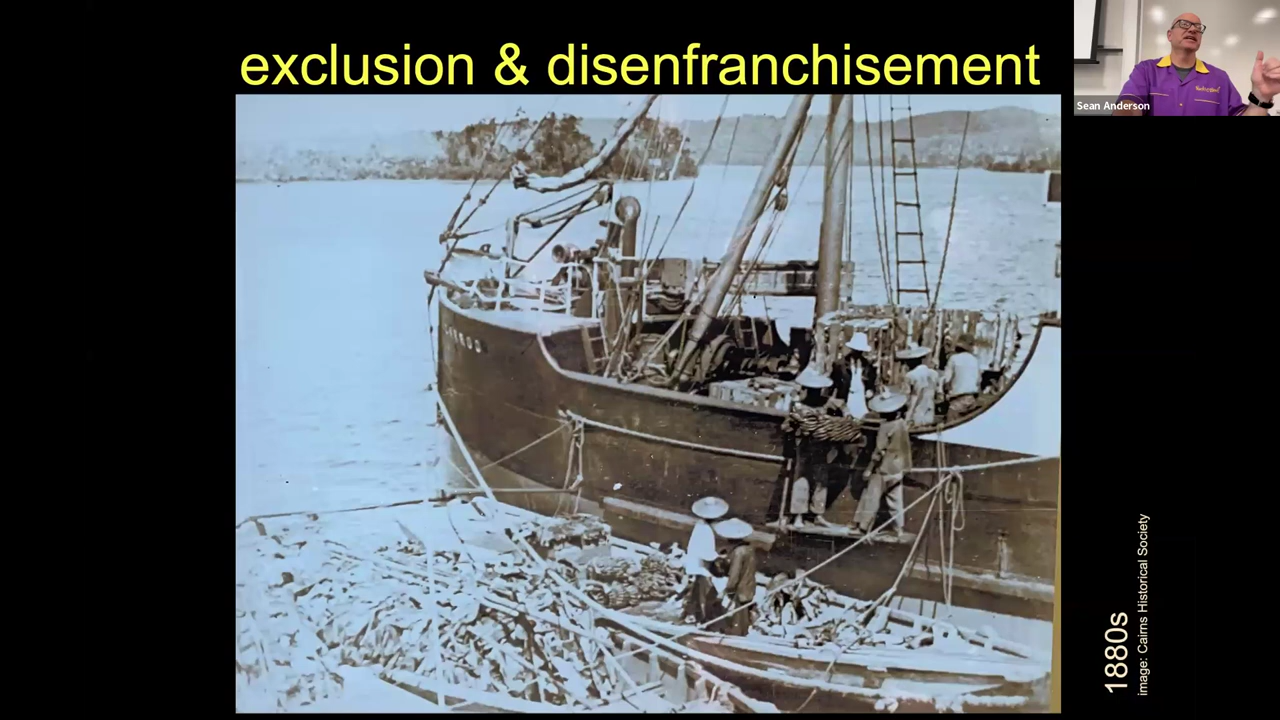 exclusion & disenfranchisement
Sean Anderson
1880s
image: Cairns Historical Society